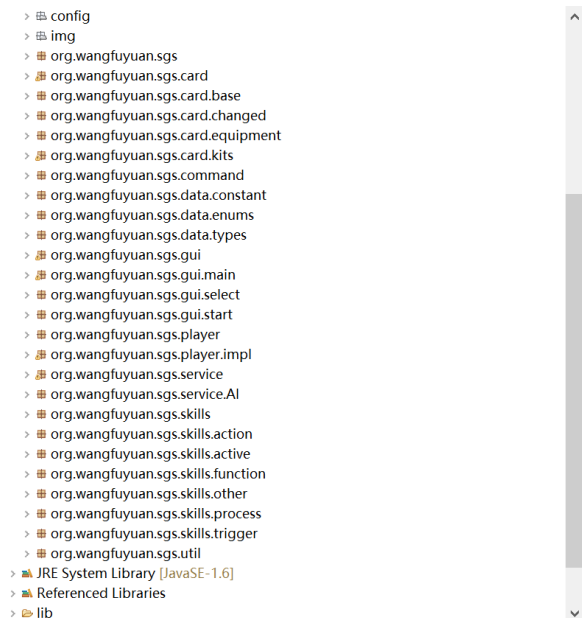 config
img
org.wangfuyuan.sgs
org.wangfuyuan.sgs.card
org.wangfuyuan.sgs.card.base
org.wangfuyuan.sgs.card.changed
org.wangfuyuan.sgs.card.equipment
org.wangfuyuan.sgs.card.kits
org.wangfuyuan.sgs.command
org.wangfuyuan.sgs.data.constant
org.wangfuyuan.sgs.data.enums
org.wangfuyuan.sgs.data.types
org.wangfuyuan.sgs.gui
org.wangfuyuan.sgs.gui.main
org.wangfuyuan.sgs.gui.select
org.wangfuyuan.sgs.gui.start
org.wangfuyuan.sgs.player
org.wangfuyuan.sgs.player.impl
org.wangfuyuan.sgs.service
org.wangfuyuan.sgs.service.AI
org.wangfuyuan.sgs.skills
org.wangfuyuan.sgs.skills.action
org.wangfuyuan.sgs.skills.active
org.wangfuyuan.sgs.skills.function
org.wangfuyuan.sgs.skills.other
org.wangfuyuan.sgs.skills.process
org.wangfuyuan.sgs.skills.trigger
org.wangfuyuan.sgs.util
JRE System Library [JavaSE-1.6]
Referenced Libraries
lib